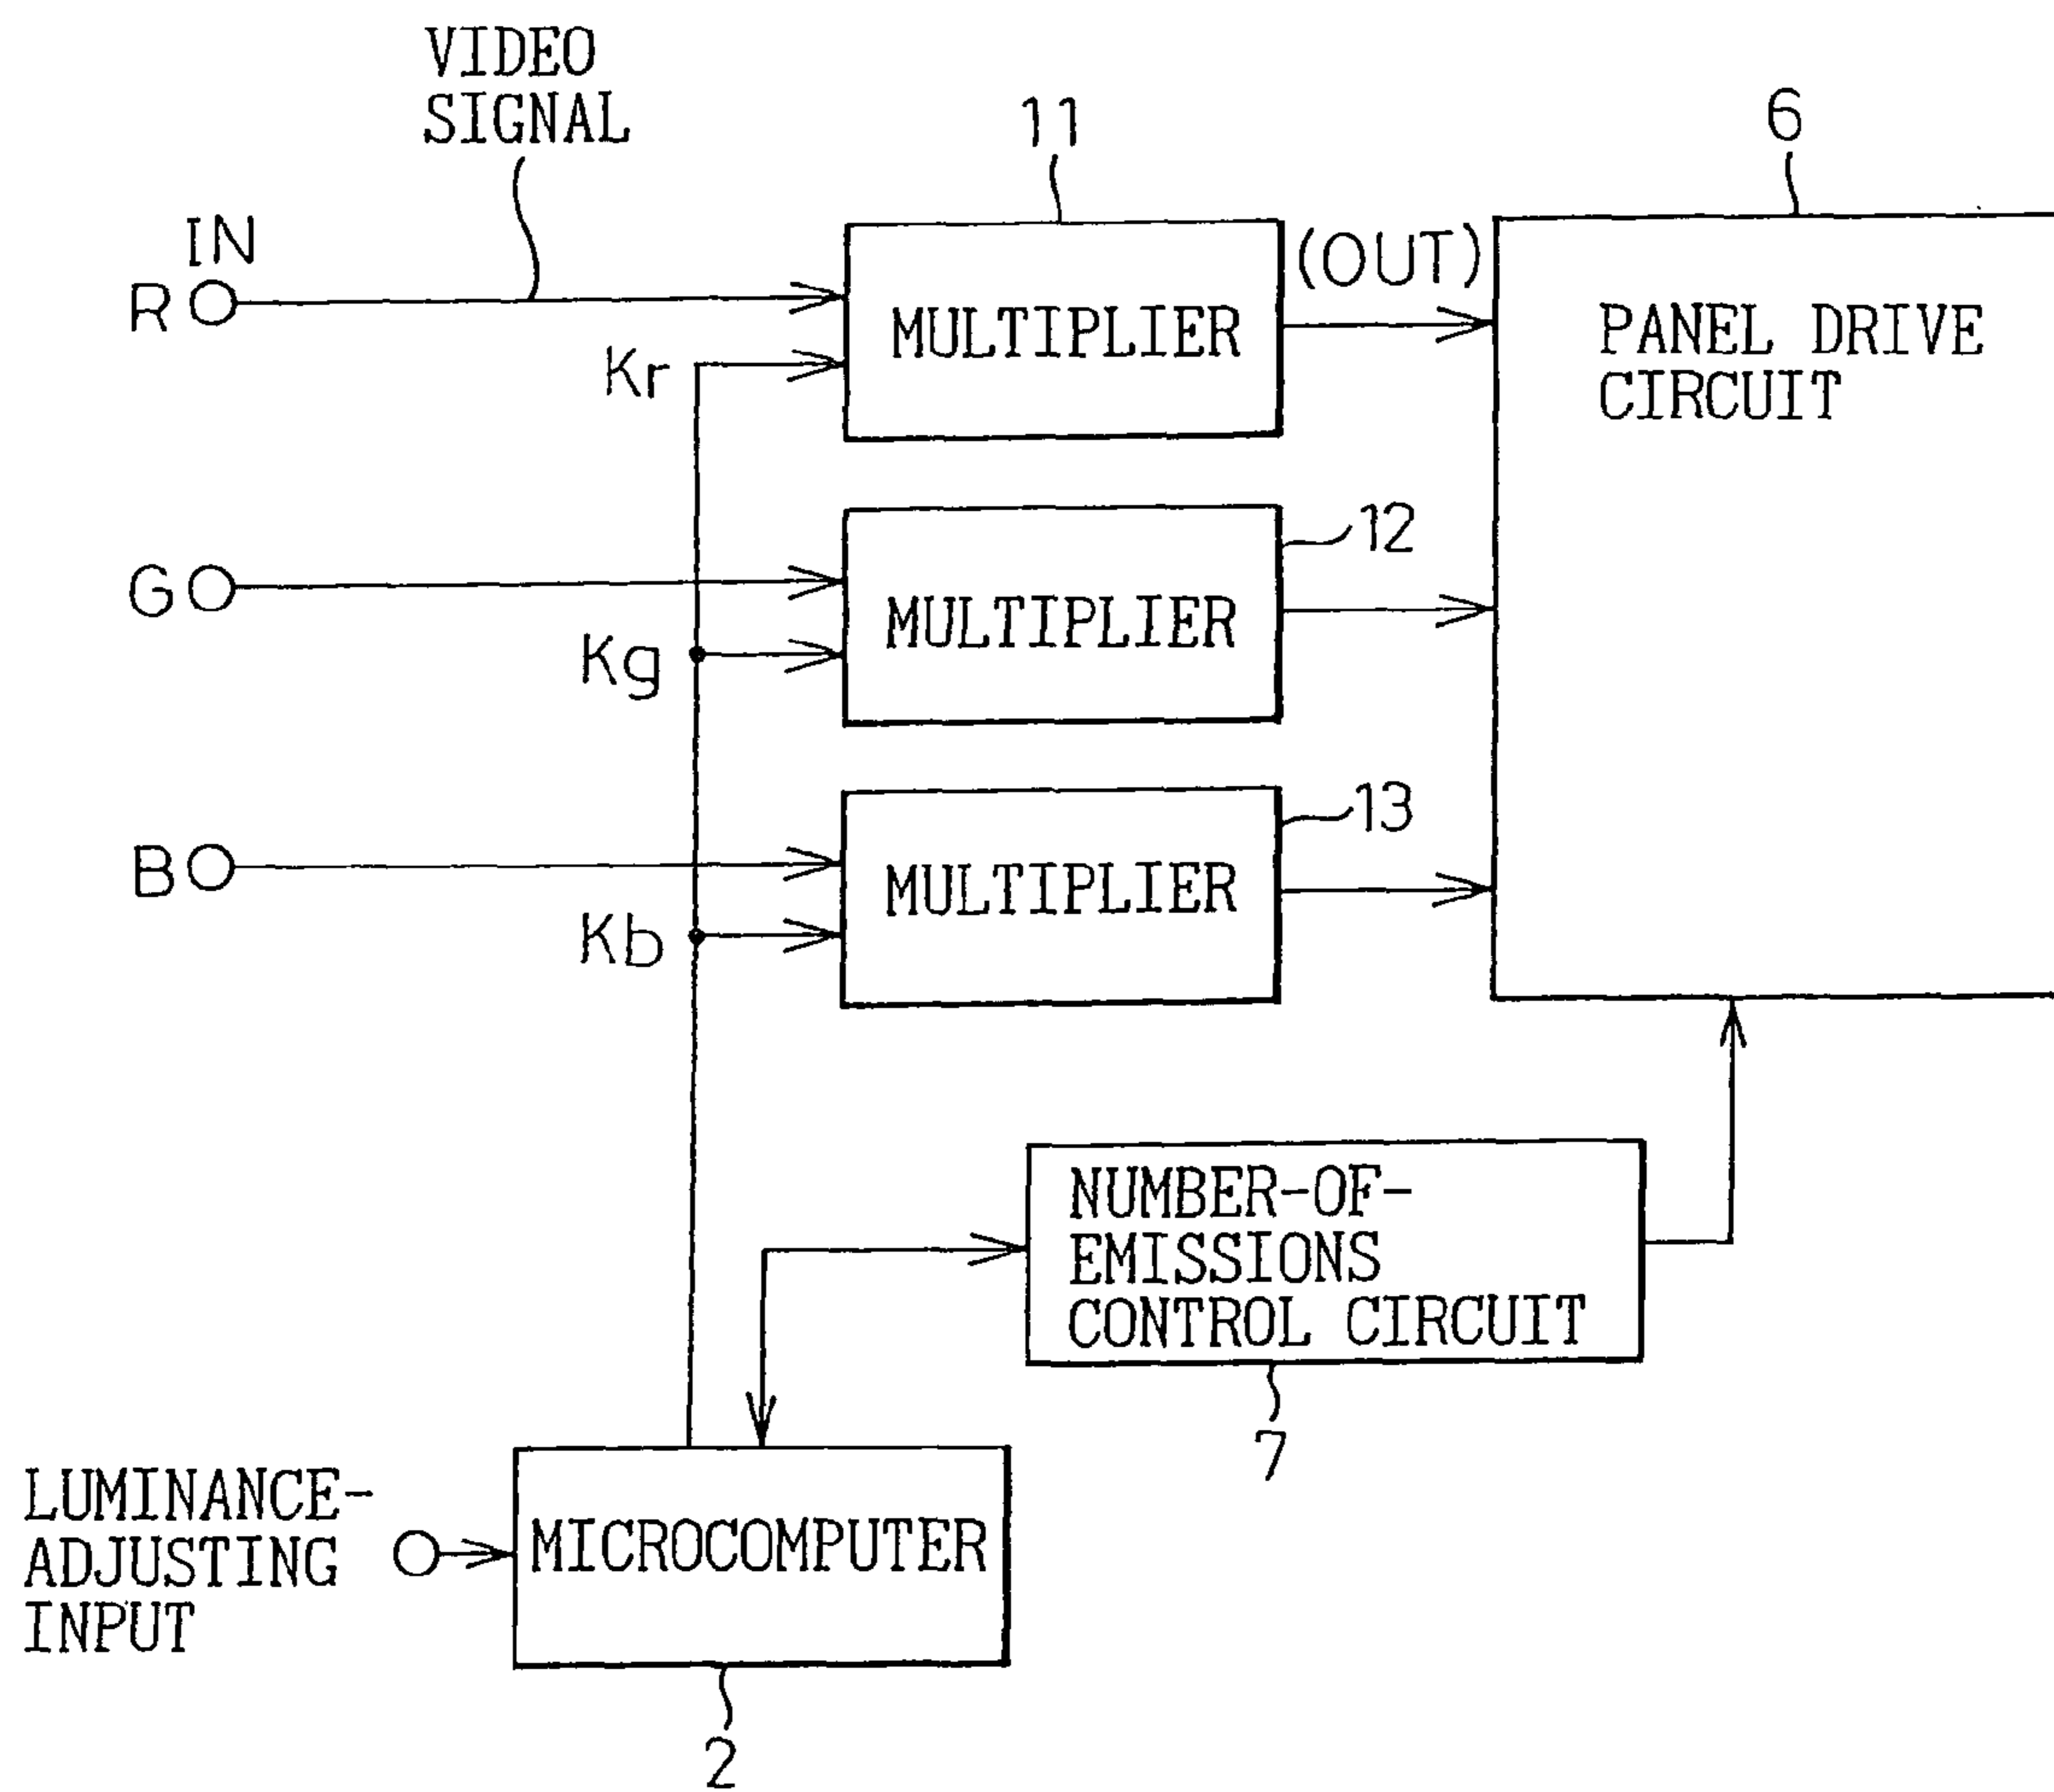 VIDEO
SIGNAL
11
6
IN
R
(OUT)
MULTIPLIER
PANEL DRIVE
CIRCUIT
Kr
12
G
MULTIPLIER
Kg
13
B
MULTIPLIER
Kb
NUMBER-OF-
EMISSIONS
CONTROL CIRCUIT
7
LUMINANCE-
ADJUSTING
INPUT
MICROCOMPUTER
2